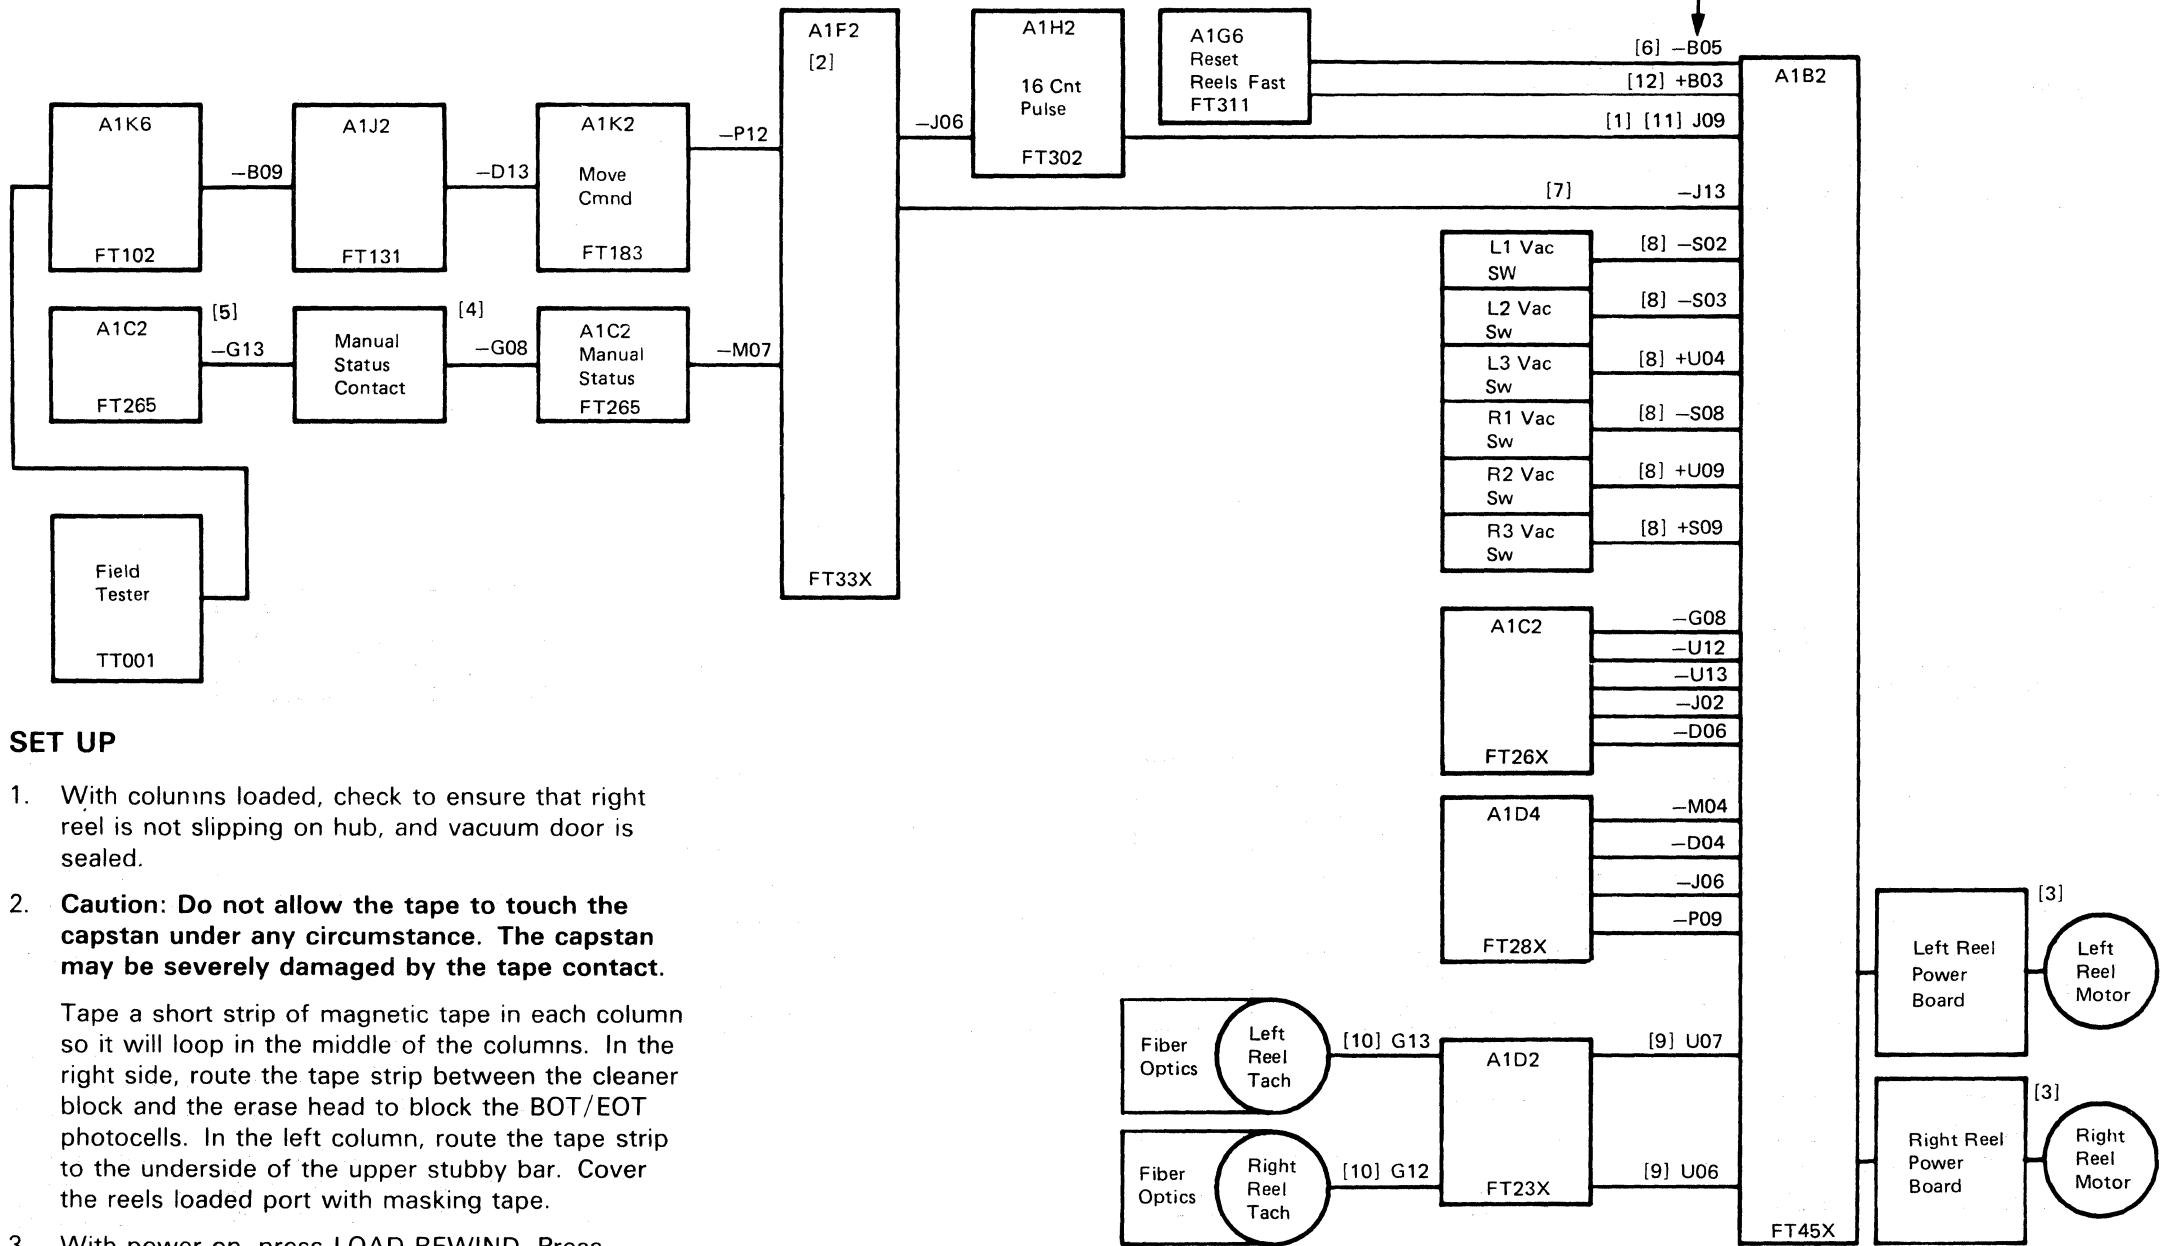 A1F2
[2]
FT33X
A1H2
16 Cnt
Pulse
FT302
A1G6
Reset
Reels Fast
FT311
[6] —B05
[12] +B03
[1] [11] J09
[7] —J13
A1B2
FT45X
A1K6
FT102
—B09
A1J2
FT131
—D13
A1K2
Move
Cmnd
FT183
—P12
—J06
A1C2
FT265
[5]
—G13
Manual
Status
Contact
[4]
—G08
A1C2
Manual
Status
FT265
—M07
Field
Tester
TT001
L1 Vac
SW
[8] —S02
L2 Vac
Sw
[8] —S03
L3 Vac
Sw
[8] +U04
R1 Vac
Sw
[8] —S08
R2 Vac
Sw
[8] +U09
R3 Vac
Sw
[8] +S09
A1C2
FT26X
—G08
—U12
—U13
—J02
—D06
A1D4
FT28X
—M04
—D04
—J06
—P09
Fiber
Optics
Left
Reel
Tach
[10] G13
Fiber
Optics
Right
Reel
Tach
[10] G12
A1D2
FT23X
[9] U07
[9] U06
[3]
Left Reel
Power
Board
Left
Reel
Motor
[3]
Right Reel
Power
Board
Right
Reel
Motor
SET UP
1. With columns loaded, check to ensure that right
reel is not slipping on hub, and vacuum door is
sealed.
2. Caution: Do not allow the tape to touch the
capstan under any circumstance. The capstan
may be severely damaged by the tape contact.
Tape a short strip of magnetic tape in each column
so it will loop in the middle of the columns. In the
right side, route the tape strip between the cleaner
block and the erase head to block the BOT/EOT
photocells. In the left column, route the tape strip
to the underside of the upper stubby bar. Cover
the reels loaded port with masking tape.
3. With power on, press LOAD REWIND. Press